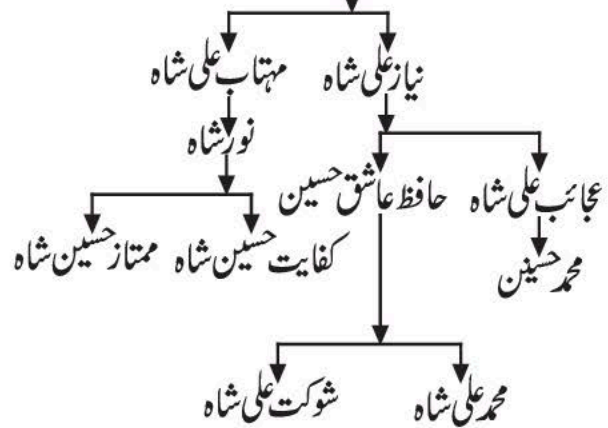 نیاز علی شاہ
مہتاب علی شاہ
نور شاہ
عجائب علی شاہ
حافظ عاشق حسین
کفایت حسین شاہ
ممتاز حسین شاہ
محمد حسین
محمد علی شاہ
شوکت علی شاہ